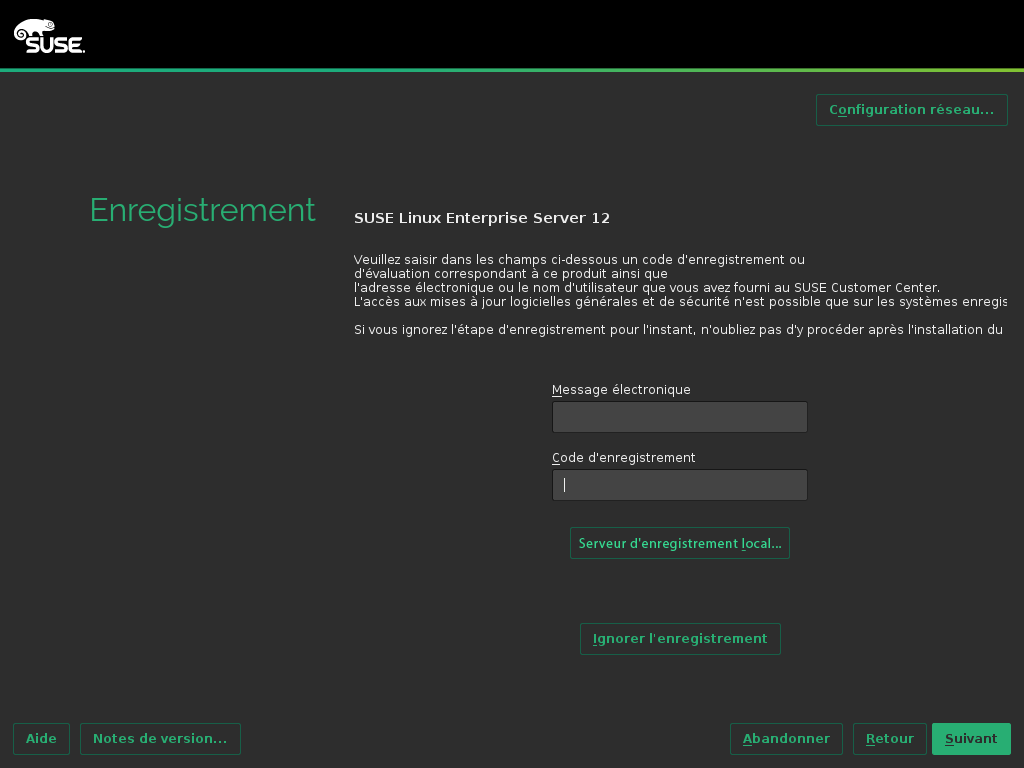 SUSE.
Configuration réseau...
Enregistrement
SUSE Linux Enterprise Server 12
Veuillez saisir dans les champs ci-dessous un code d'enregistrement ou
d'évaluation correspondant à ce produit ainsi que
l'adresse électronique ou le nom d'utilisateur que vous avez fourni au SUSE Customer Center.
L'accès aux mises à jour logicielles générales et de sécurité n'est possible que sur les systèmes enregis
Si vous ignorez l'étape d'enregistrement pour l'instant, n'oubliez pas d'y procéder après l'installation du
Message électronique
Code d'enregistrement
Serveur d'enregistrement local...
Ignorer l'enregistrement
Aide Notes de version... Abandonner Retour Suivant